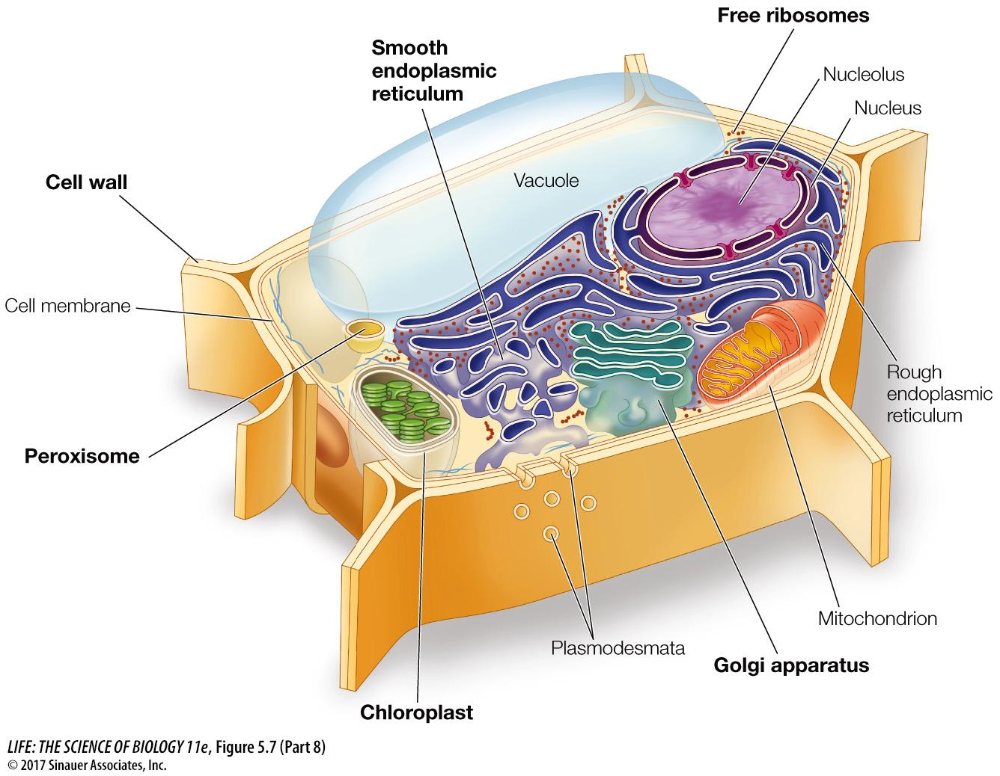 Free ribosomes
Smooth
endoplasmic
reticulum
Nucleolus
Nucleus
Cell wall
Vacuole
Cell membrane
Rough
endoplasmic
reticulum
Peroxisome
Mitochondrion
Plasmodesmata
Golgi apparatus
Chloroplast
LIFE: THE SCIENCE OF BIOLOGY 11e, Figure 5.7 (Part 8)
© 2017 Sinauer Associates, Inc.